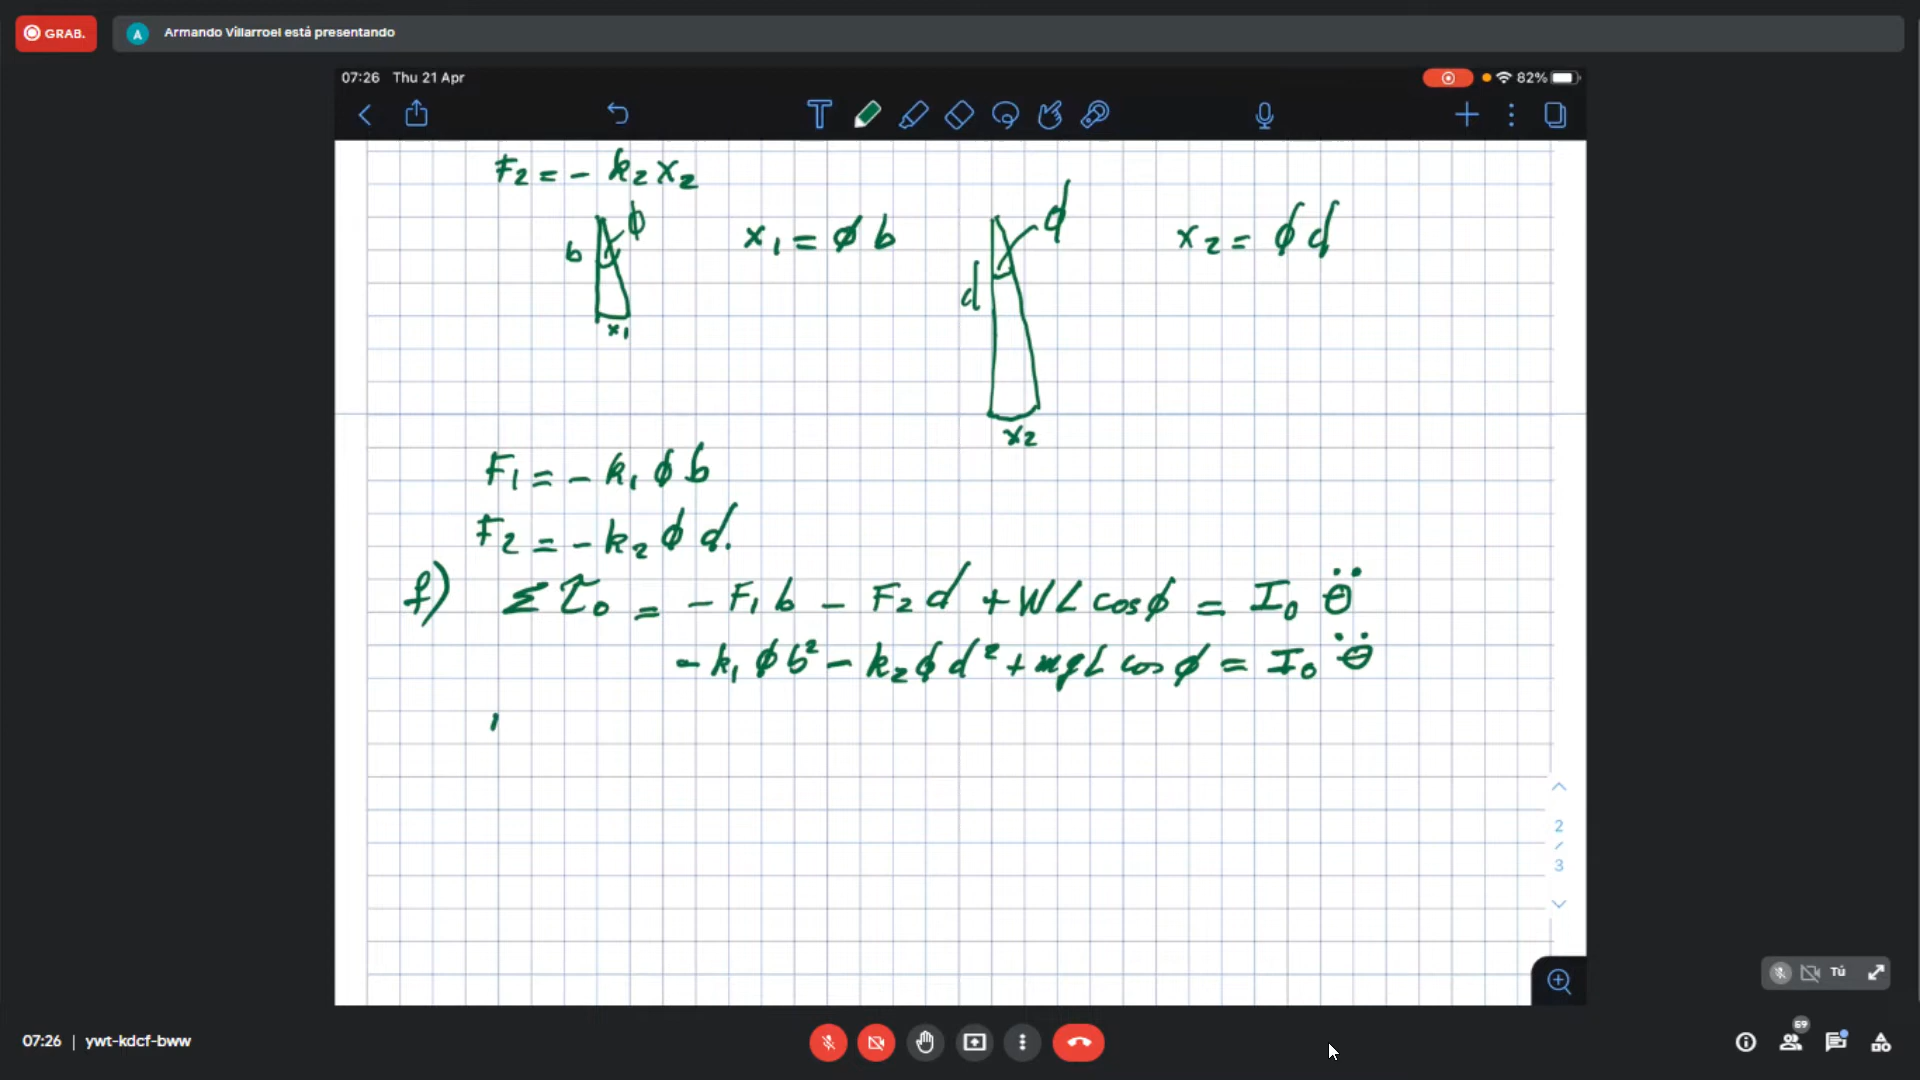 GRAB.
A Armando Villarroel está presentando
07:26 Thu 21 Apr
82%
T
F₂ = - k₂ x₂
ϕ
b
x₁
x₁ = ϕ b
ϕ
d
x₂
x₂ = ϕ d
F₁ = - k₁ ϕ b
F₂ = - k₂ ϕ d.
f) Σ τ₀ = - F₁ b - F₂ d + W L cos ϕ = I₀ θ̈
- k₁ ϕ b² - k₂ ϕ d² + mg L cos ϕ = I₀ θ̈
2
/
3
Tú
07:26 | ywt-kdcf-bww
69